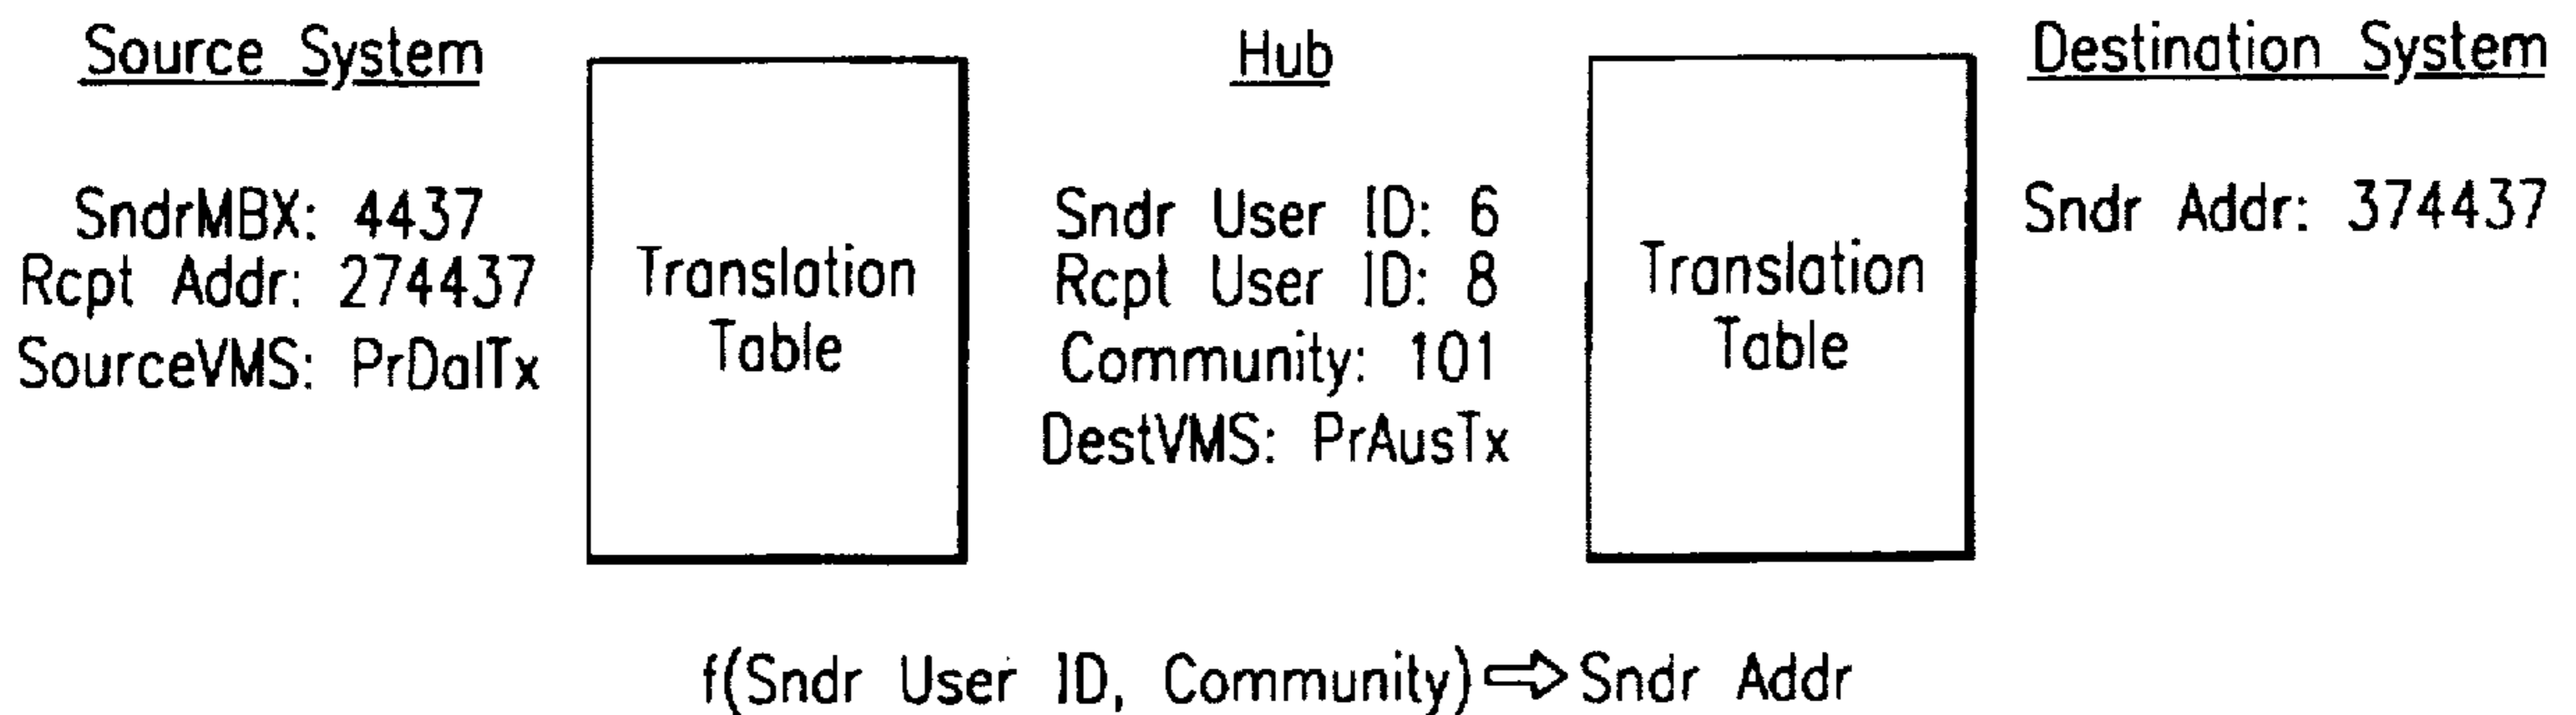 Source System
SndrMBX: 4437
Rcpt Addr: 274437
SourceVMS: PrDalTx
Translation
Table
Hub
Sndr User ID: 6
Rcpt User ID: 8
Community: 101
DestVMS: PrAusTx
Translation
Table
Destination System
Sndr Addr: 374437
f(Sndr User ID, Community) ⇨ Sndr Addr